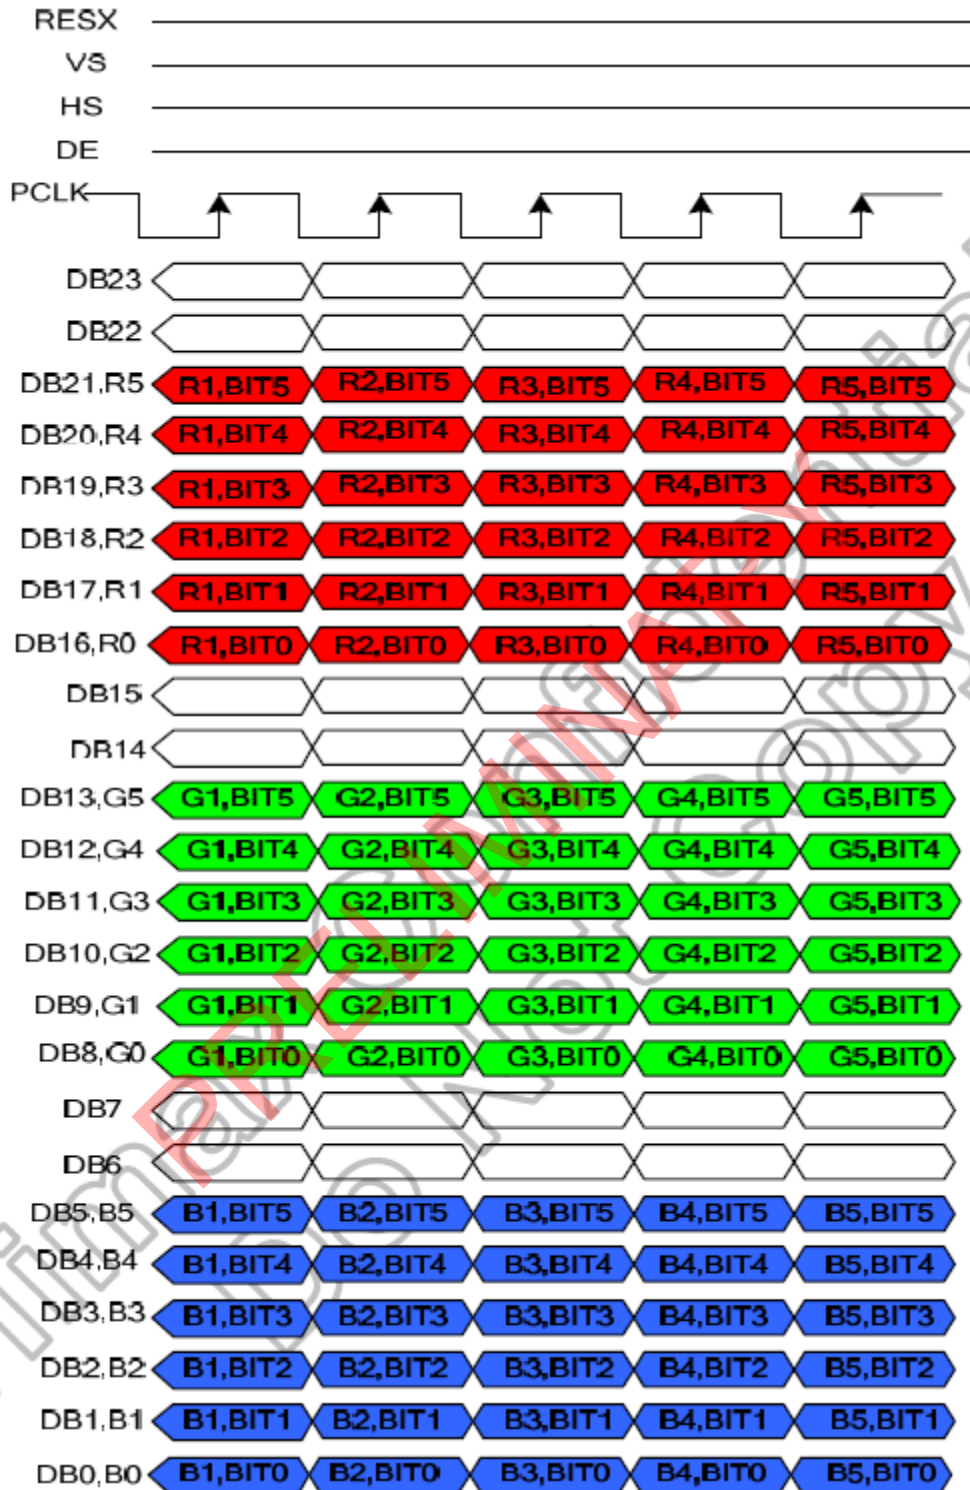 RESX
VS
HS
DE
PCLK
DB23
DB22
DB21,R5 R1,BIT5 R2,BIT5 R3,BIT5 R4,BIT5 R5,BIT5
DB20,R4 R1,BIT4 R2,BIT4 R3,BIT4 R4,BIT4 R5,BIT4
DB19,R3 R1,BIT3 R2,BIT3 R3,BIT3 R4,BIT3 R5,BIT3
DB18,R2 R1,BIT2 R2,BIT2 R3,BIT2 R4,BIT2 R5,BIT2
DB17,R1 R1,BIT1 R2,BIT1 R3,BIT1 R4,BIT1 R5,BIT1
DB16,R0 R1,BIT0 R2,BIT0 R3,BIT0 R4,BIT0 R5,BIT0
DB15
DB14
DB13,G5 G1,BIT5 G2,BIT5 G3,BIT5 G4,BIT5 G5,BIT5
DB12,G4 G1,BIT4 G2,BIT4 G3,BIT4 G4,BIT4 G5,BIT4
DB11,G3 G1,BIT3 G2,BIT3 G3,BIT3 G4,BIT3 G5,BIT3
DB10,G2 G1,BIT2 G2,BIT2 G3,BIT2 G4,BIT2 G5,BIT2
DB9,G1 G1,BIT1 G2,BIT1 G3,BIT1 G4,BIT1 G5,BIT1
DB8,G0 G1,BIT0 G2,BIT0 G3,BIT0 G4,BIT0 G5,BIT0
DB7
DB6
DB5,B5 B1,BIT5 B2,BIT5 B3,BIT5 B4,BIT5 B5,BIT5
DB4,B4 B1,BIT4 B2,BIT4 B3,BIT4 B4,BIT4 B5,BIT4
DB3,B3 B1,BIT3 B2,BIT3 B3,BIT3 B4,BIT3 B5,BIT3
DB2,B2 B1,BIT2 B2,BIT2 B3,BIT2 B4,BIT2 B5,BIT2
DB1,B1 B1,BIT1 B2,BIT1 B3,BIT1 B4,BIT1 B5,BIT1
DB0,B0 B1,BIT0 B2,BIT0 B3,BIT0 B4,BIT0 B5,BIT0
PRELIMINARY
imax Confidentia
Do Not Copy